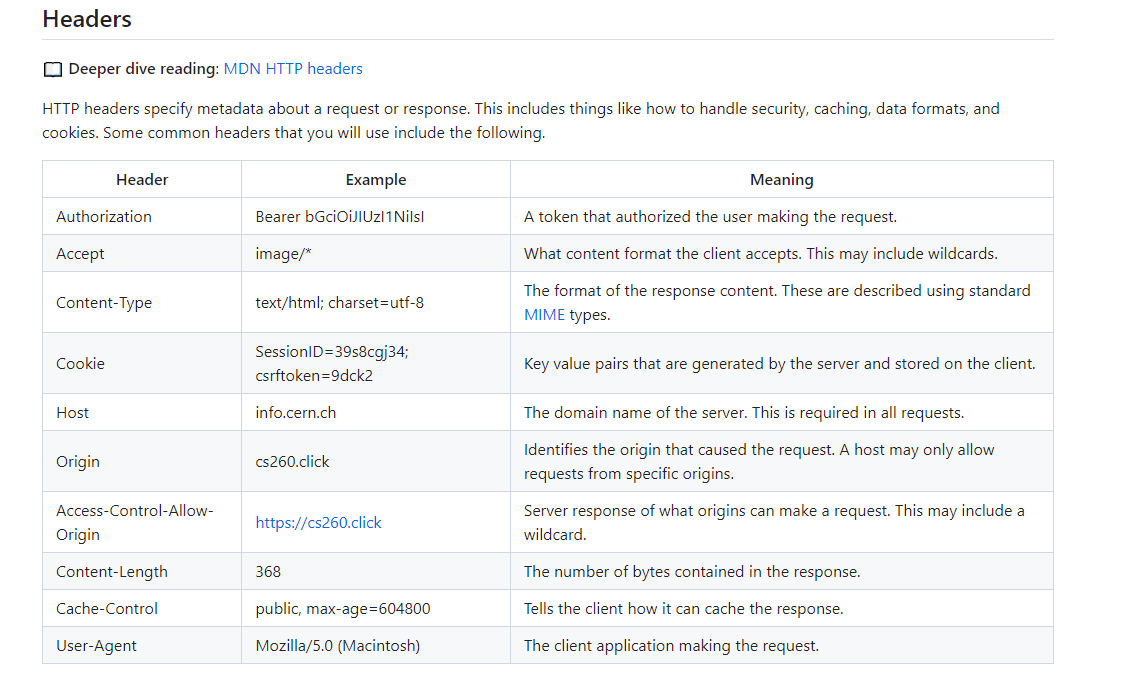 Headers
Deeper dive reading: MDN HTTP headers
HTTP headers specify metadata about a request or response. This includes things like how to handle security, caching, data formats, and
cookies. Some common headers that you will use include the following.
Header Example Meaning
Authorization Bearer bGciOiJIUzI1NiIsI A token that authorized the user making the request.
Accept image/* What content format the client accepts. This may include wildcards.
Content-Type text/html; charset=utf-8 The format of the response content. These are described using standard
MIME types.
Cookie SessionID=39s8cgj34; Key value pairs that are generated by the server and stored on the client.
csrftoken=9dck2
Host info.cern.ch The domain name of the server. This is required in all requests.
Origin cs260.click Identifies the origin that caused the request. A host may only allow
requests from specific origins.
Access-Control-Allow- https://cs260.click Server response of what origins can make a request. This may include a
Origin wildcard.
Content-Length 368 The number of bytes contained in the response.
Cache-Control public, max-age=604800 Tells the client how it can cache the response.
User-Agent Mozilla/5.0 (Macintosh) The client application making the request.